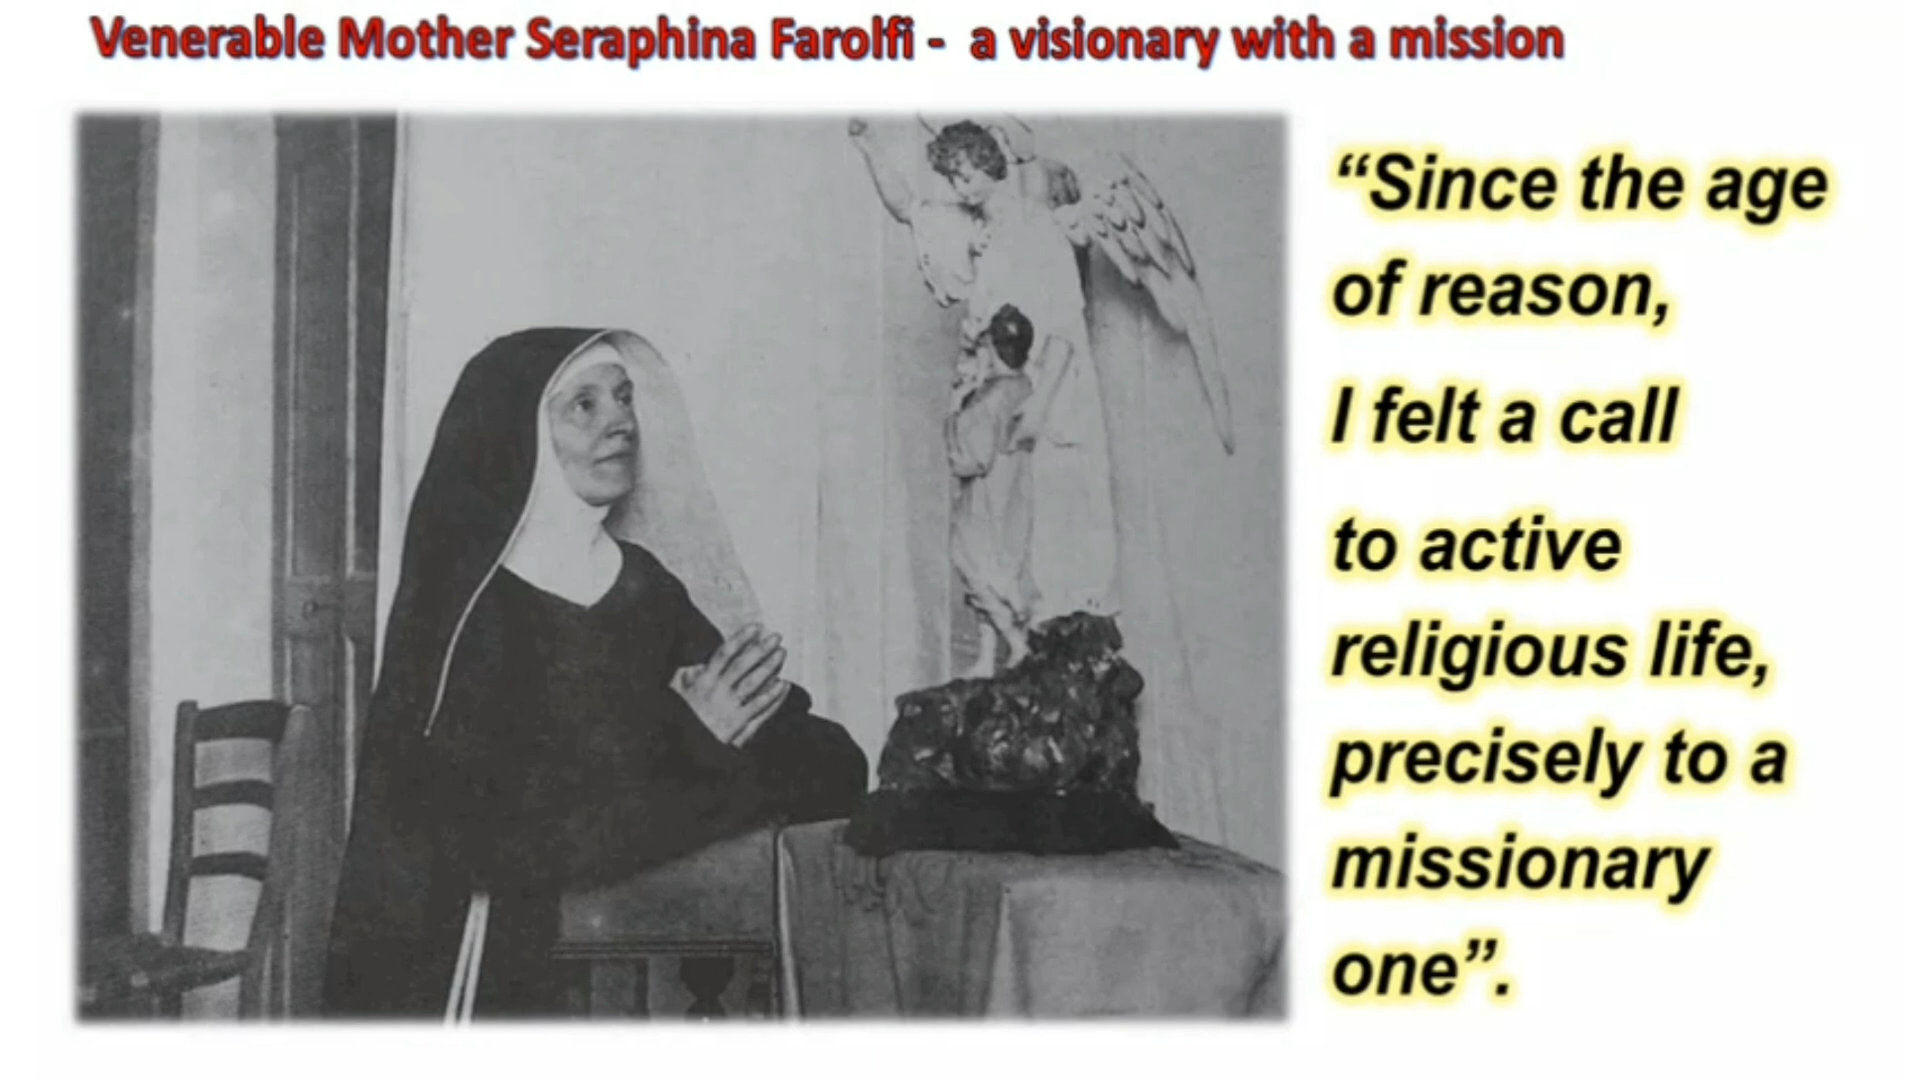 Venerable Mother Seraphina Farolfi - a visionary with a mission
“Since the age
of reason,
I felt a call
to active
religious life,
precisely to a
missionary
one”.